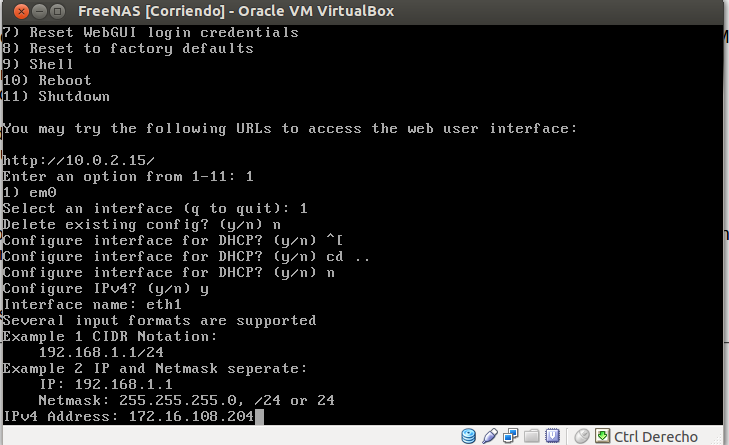 FreeNAS [Corriendo] - Oracle VM VirtualBox
7) Reset WebGUI login credentials
8) Reset to factory defaults
9) Shell
10) Reboot
11) Shutdown
You may try the following URLs to access the web user interface:
http://10.0.2.15/
Enter an option from 1-11: 1
1) em0
Select an interface (q to quit): 1
Delete existing config? (y/n) n
Configure interface for DHCP? (y/n) ^[
Configure interface for DHCP? (y/n) cd ..
Configure interface for DHCP? (y/n) n
Configure IPv4? (y/n) y
Interface name: eth1
Several input formats are supported
Example 1 CIDR Notation:
192.168.1.1/24
Example 2 IP and Netmask seperate:
IP: 192.168.1.1
Netmask: 255.255.255.0, /24 or 24
IPv4 Address: 172.16.108.204
Ctrl Derecho